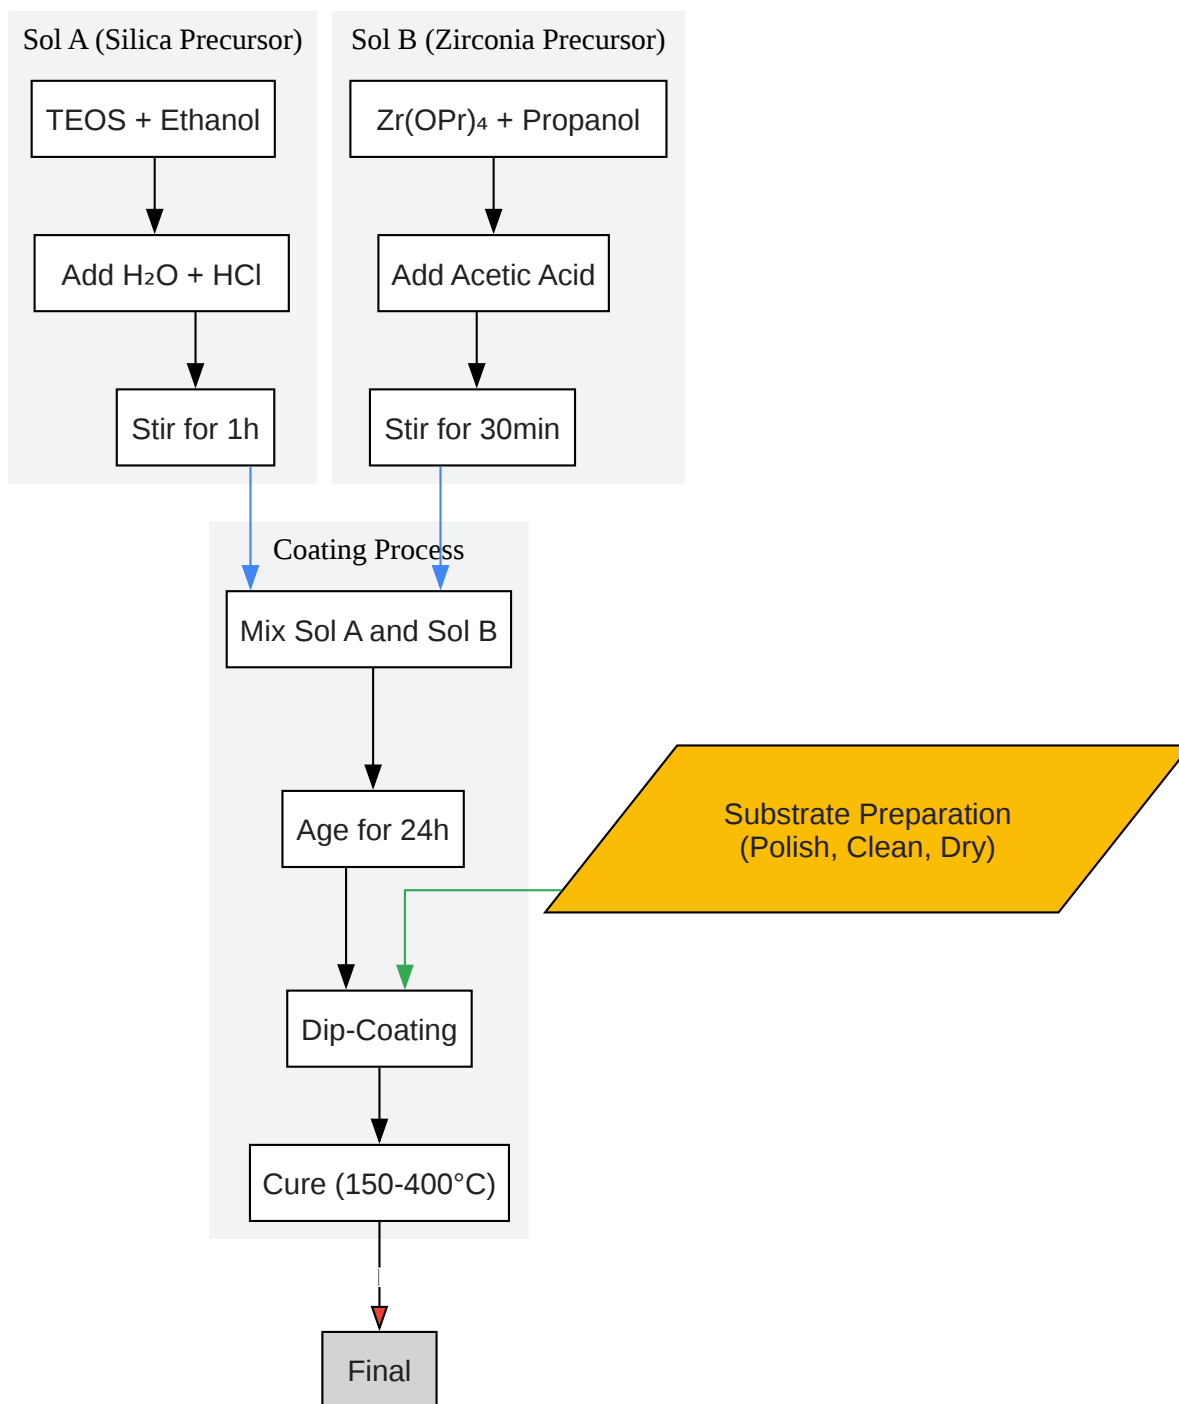 Sol A (Silica Precursor)
TEOS + Ethanol
Add H₂O + HCl
Stir for 1h
Sol B (Zirconia Precursor)
Zr(OPr)₄ + Propanol
Add Acetic Acid
Stir for 30min
Coating Process
Mix Sol A and Sol B
Age for 24h
Substrate Preparation
(Polish, Clean, Dry)
Dip-Coating
Cure (150-400°C)
Final